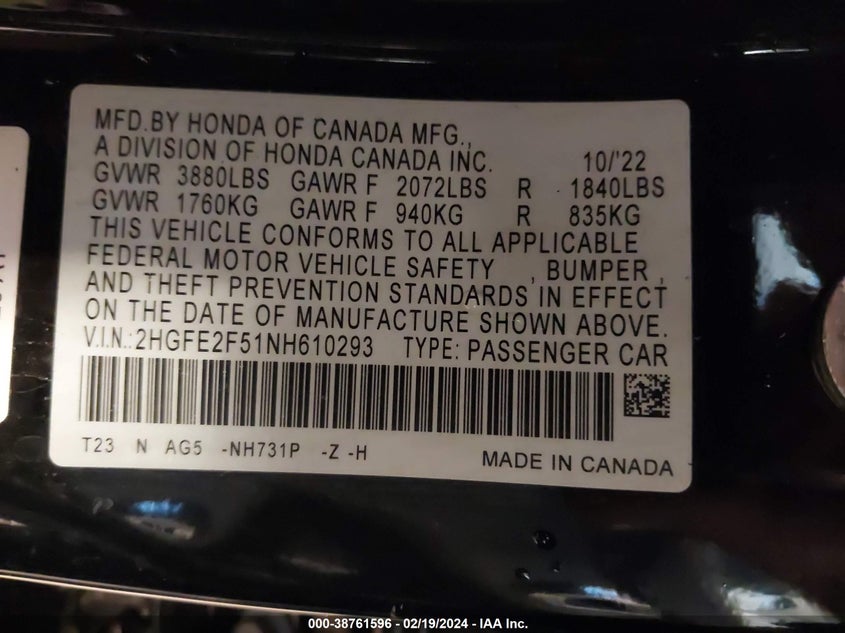 MFD.BY HONDA OF CANADA MFG.,
A DIVISION OF HONDA CANADA INC. 10/'22
GVWR 3880LBS GAWR F 2072LBS R 1840LBS
GVWR 1760KG GAWR F 940KG R 835KG
THIS VEHICLE CONFORMS TO ALL APPLICABLE
FEDERAL MOTOR VEHICLE SAFETY , BUMPER ,
AND THEFT PREVENTION STANDARDS IN EFFECT
ON THE DATE OF MANUFACTURE SHOWN ABOVE.
V.I.N.:2HGFE2F51NH610293 TYPE: PASSENGER CAR
T23 N AG5 -NH731P -Z -H MADE IN CANADA
000-38761596 - 02/19/2024 - IAA Inc.